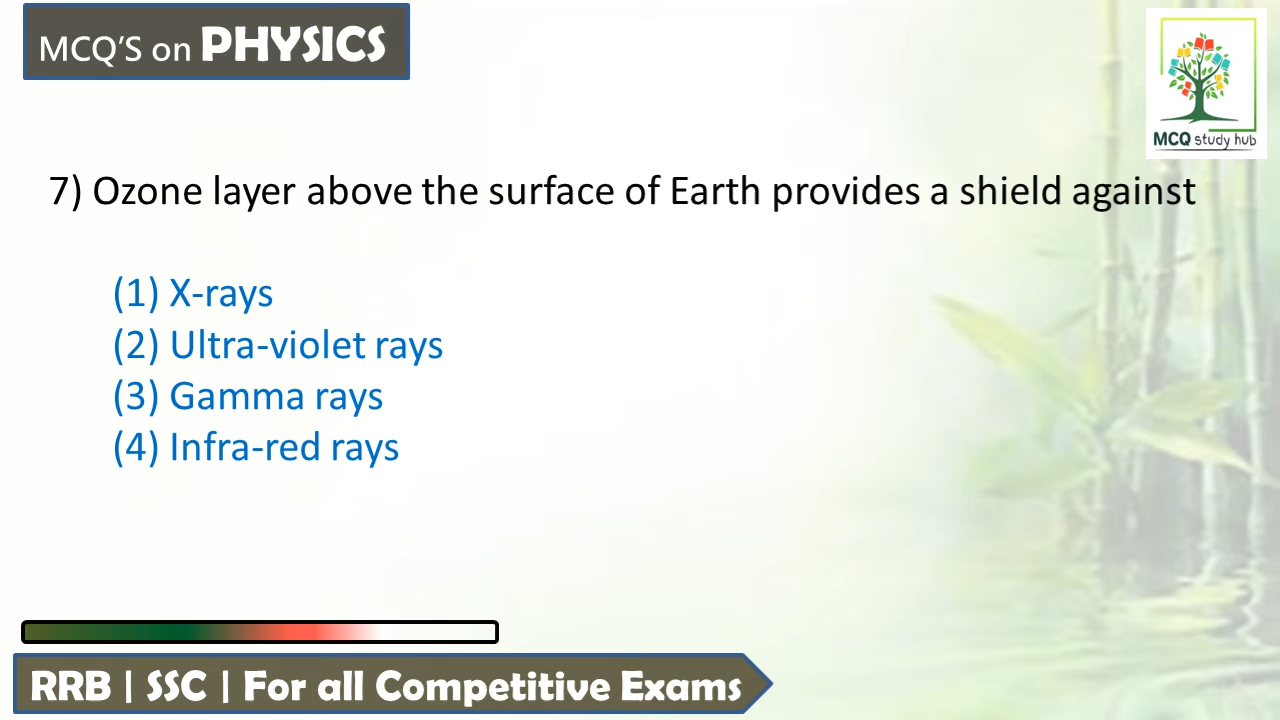 MCQ'S on PHYSICS
MCQ study hub
7) Ozone layer above the surface of Earth provides a shield against
(1) X-rays
(2) Ultra-violet rays
(3) Gamma rays
(4) Infra-red rays
RRB | SSC | For all Competitive Exams